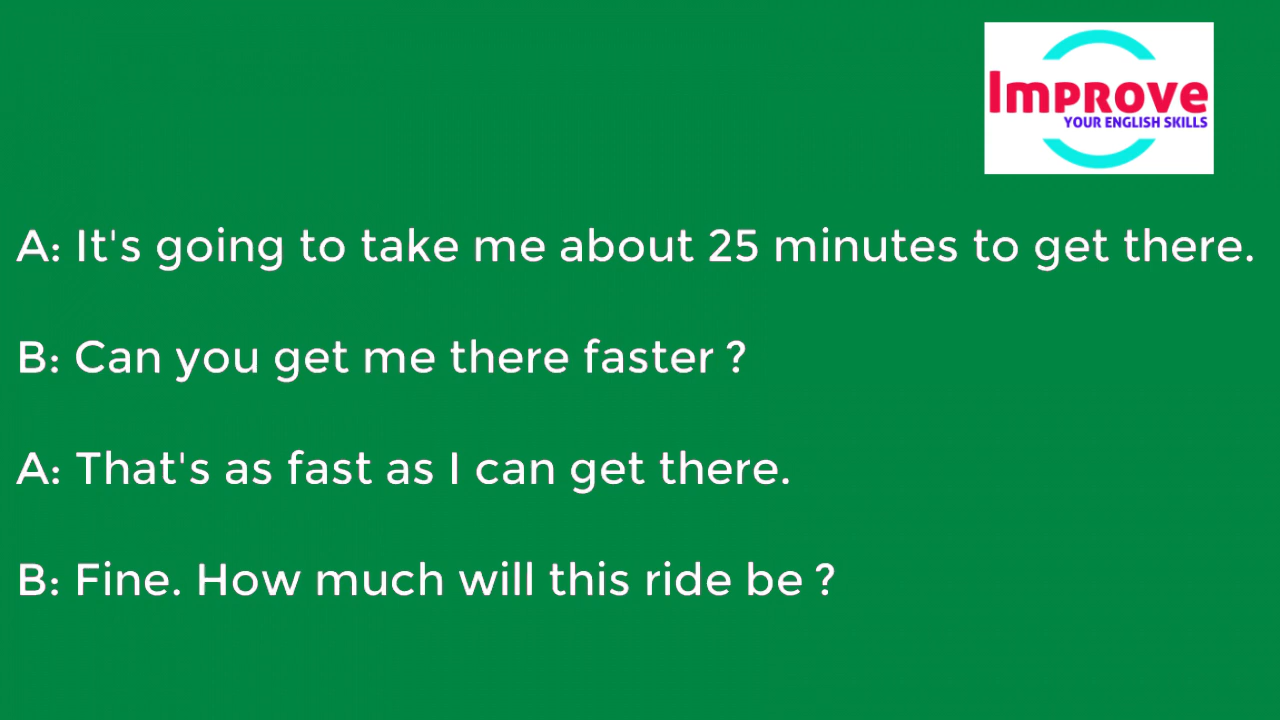 Improve
YOUR ENGLISH SKILLS
A: It's going to take me about 25 minutes to get there.
B: Can you get me there faster ?
A: That's as fast as I can get there.
B: Fine. How much will this ride be ?